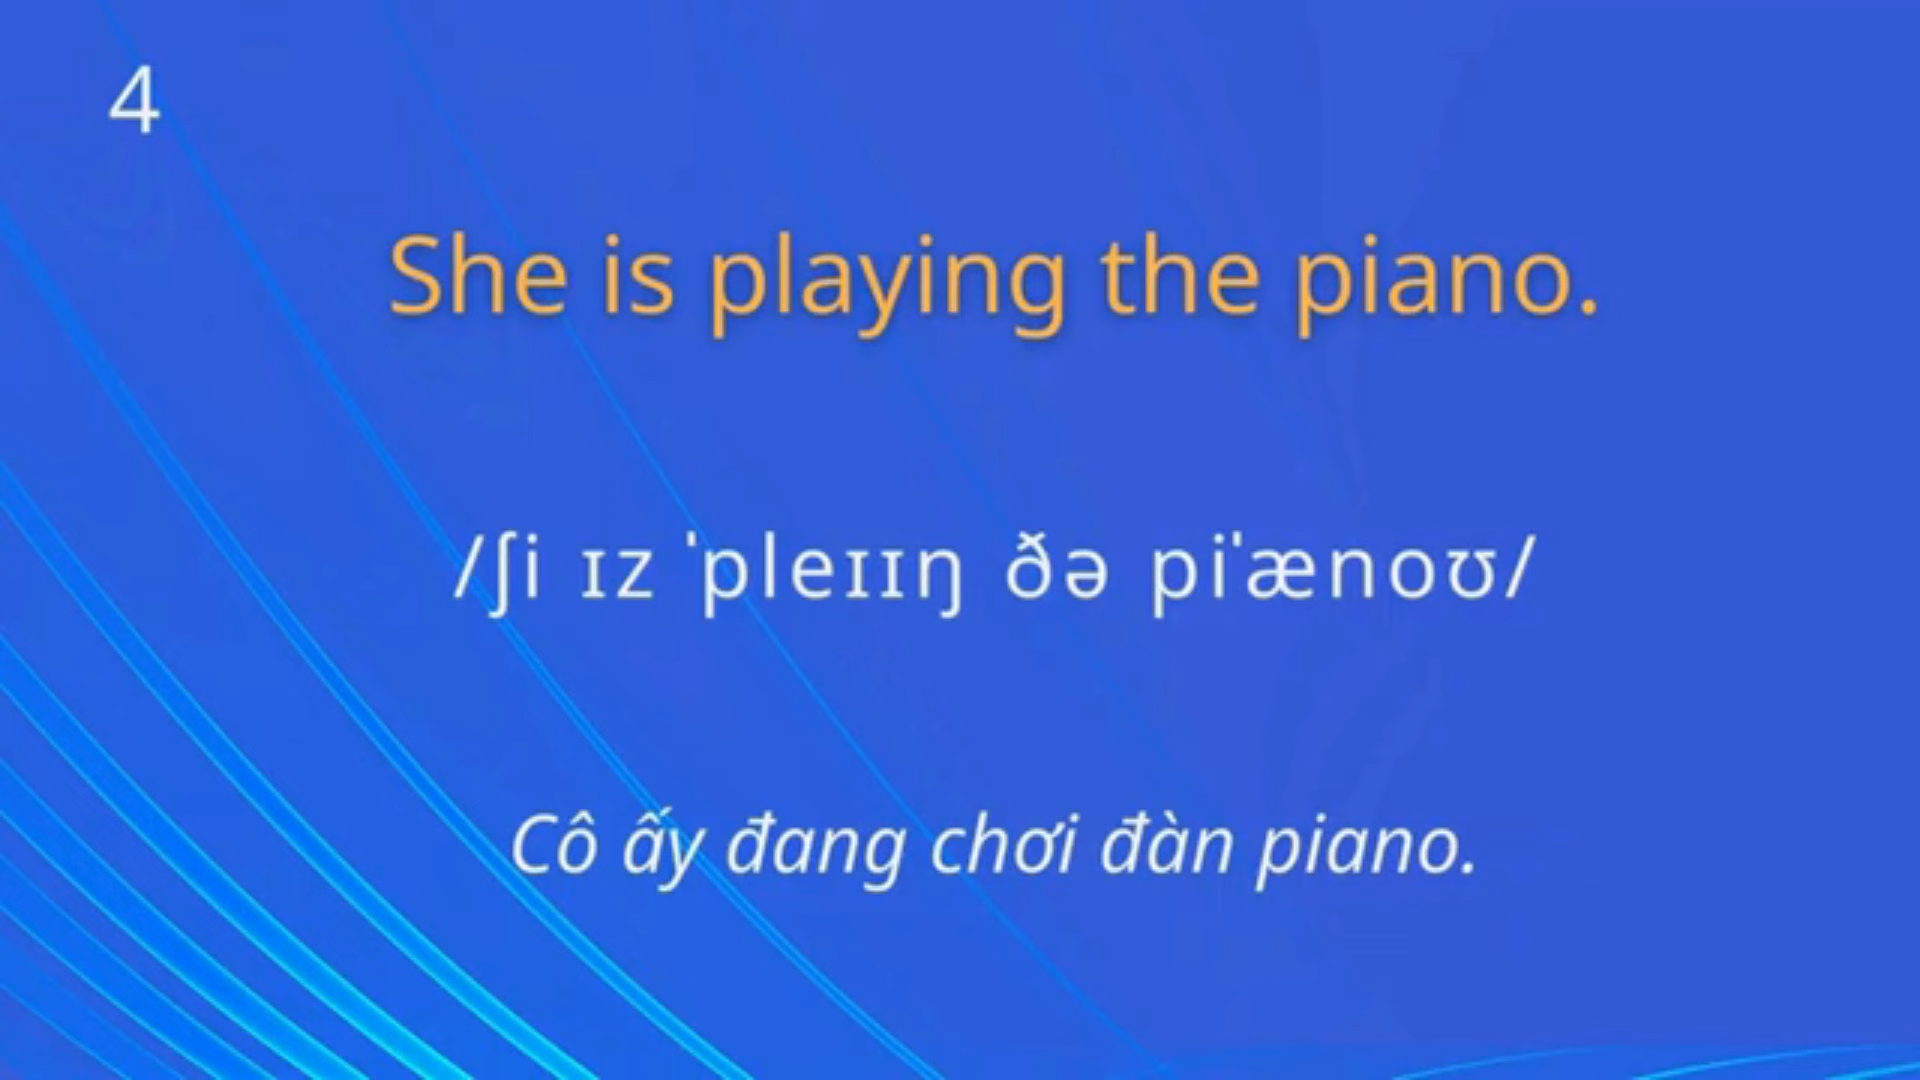 4
She is playing the piano.
/ʃi ɪz ˈpleɪɪŋ ðə piˈænoʊ/
Cô ấy đang chơi đàn piano.